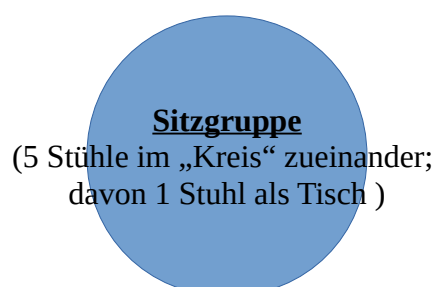 Sitzgruppe
(5 Stühle im „Kreis“ zueinander;
davon 1 Stuhl als Tisch )